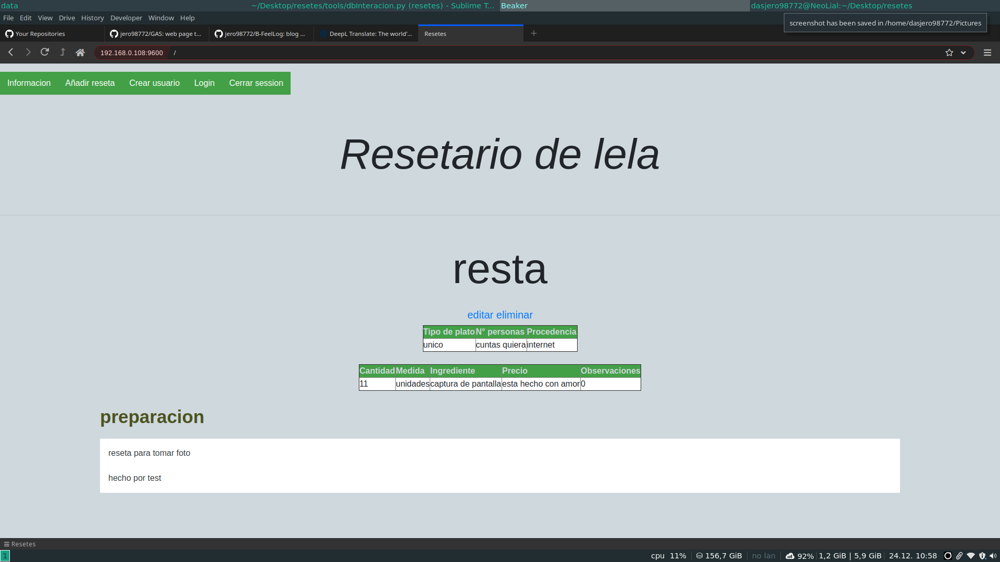 data ~/Desktop/resetes/tools/dbInteracion.py (resetes) - Sublime T... Beaker dasjero98772@NeoLial:~/Desktop/resetes
File Edit View Drive History Developer Window Help
screenshot has been saved in /home/dasjero98772/Pictures
Your Repositories jero98772/GAS: web page t... jero98772/B-FeelLog: blog ... DeepL Translate: The world'... Resetes +
192.168.0.108:9600 /
Informacion Añadir reseta Crear usuario Login Cerrar session
Resetario de lela
resta
editar eliminar
Tipo de plato N° personas Procedencia
unico cuntas quiera internet
Cantidad Medida Ingrediente Precio Observaciones
11 unidades captura de pantalla esta hecho con amor 0
preparacion
reseta para tomar foto
hecho por test
Resetes
1 cpu 11% 156,7 GiB no lan 92% 1,2 GiB | 5,9 GiB 24.12. 10:58